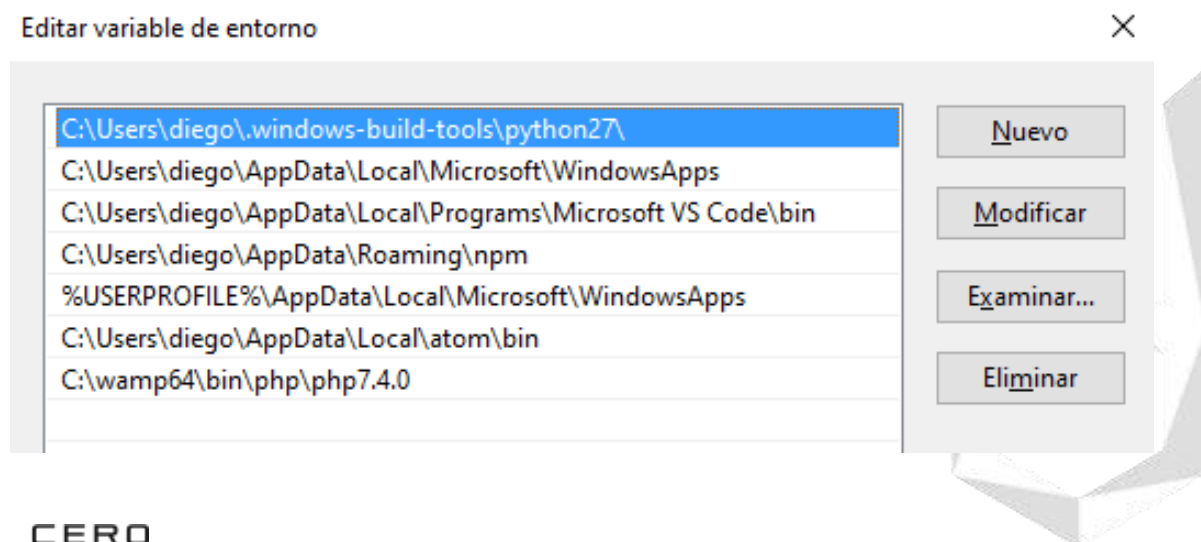 Editar variable de entorno
C:\Users\diego\.windows-build-tools\python27\
Nuevo
C:\Users\diego\AppData\Local\Microsoft\WindowsApps
C:\Users\diego\AppData\Local\Programs\Microsoft VS Code\bin
Modificar
C:\Users\diego\AppData\Roaming\npm
%USERPROFILE%\AppData\Local\Microsoft\WindowsApps
Examinar...
C:\Users\diego\AppData\Local\atom\bin
C:\wamp64\bin\php\php7.4.0
Eliminar
CERO